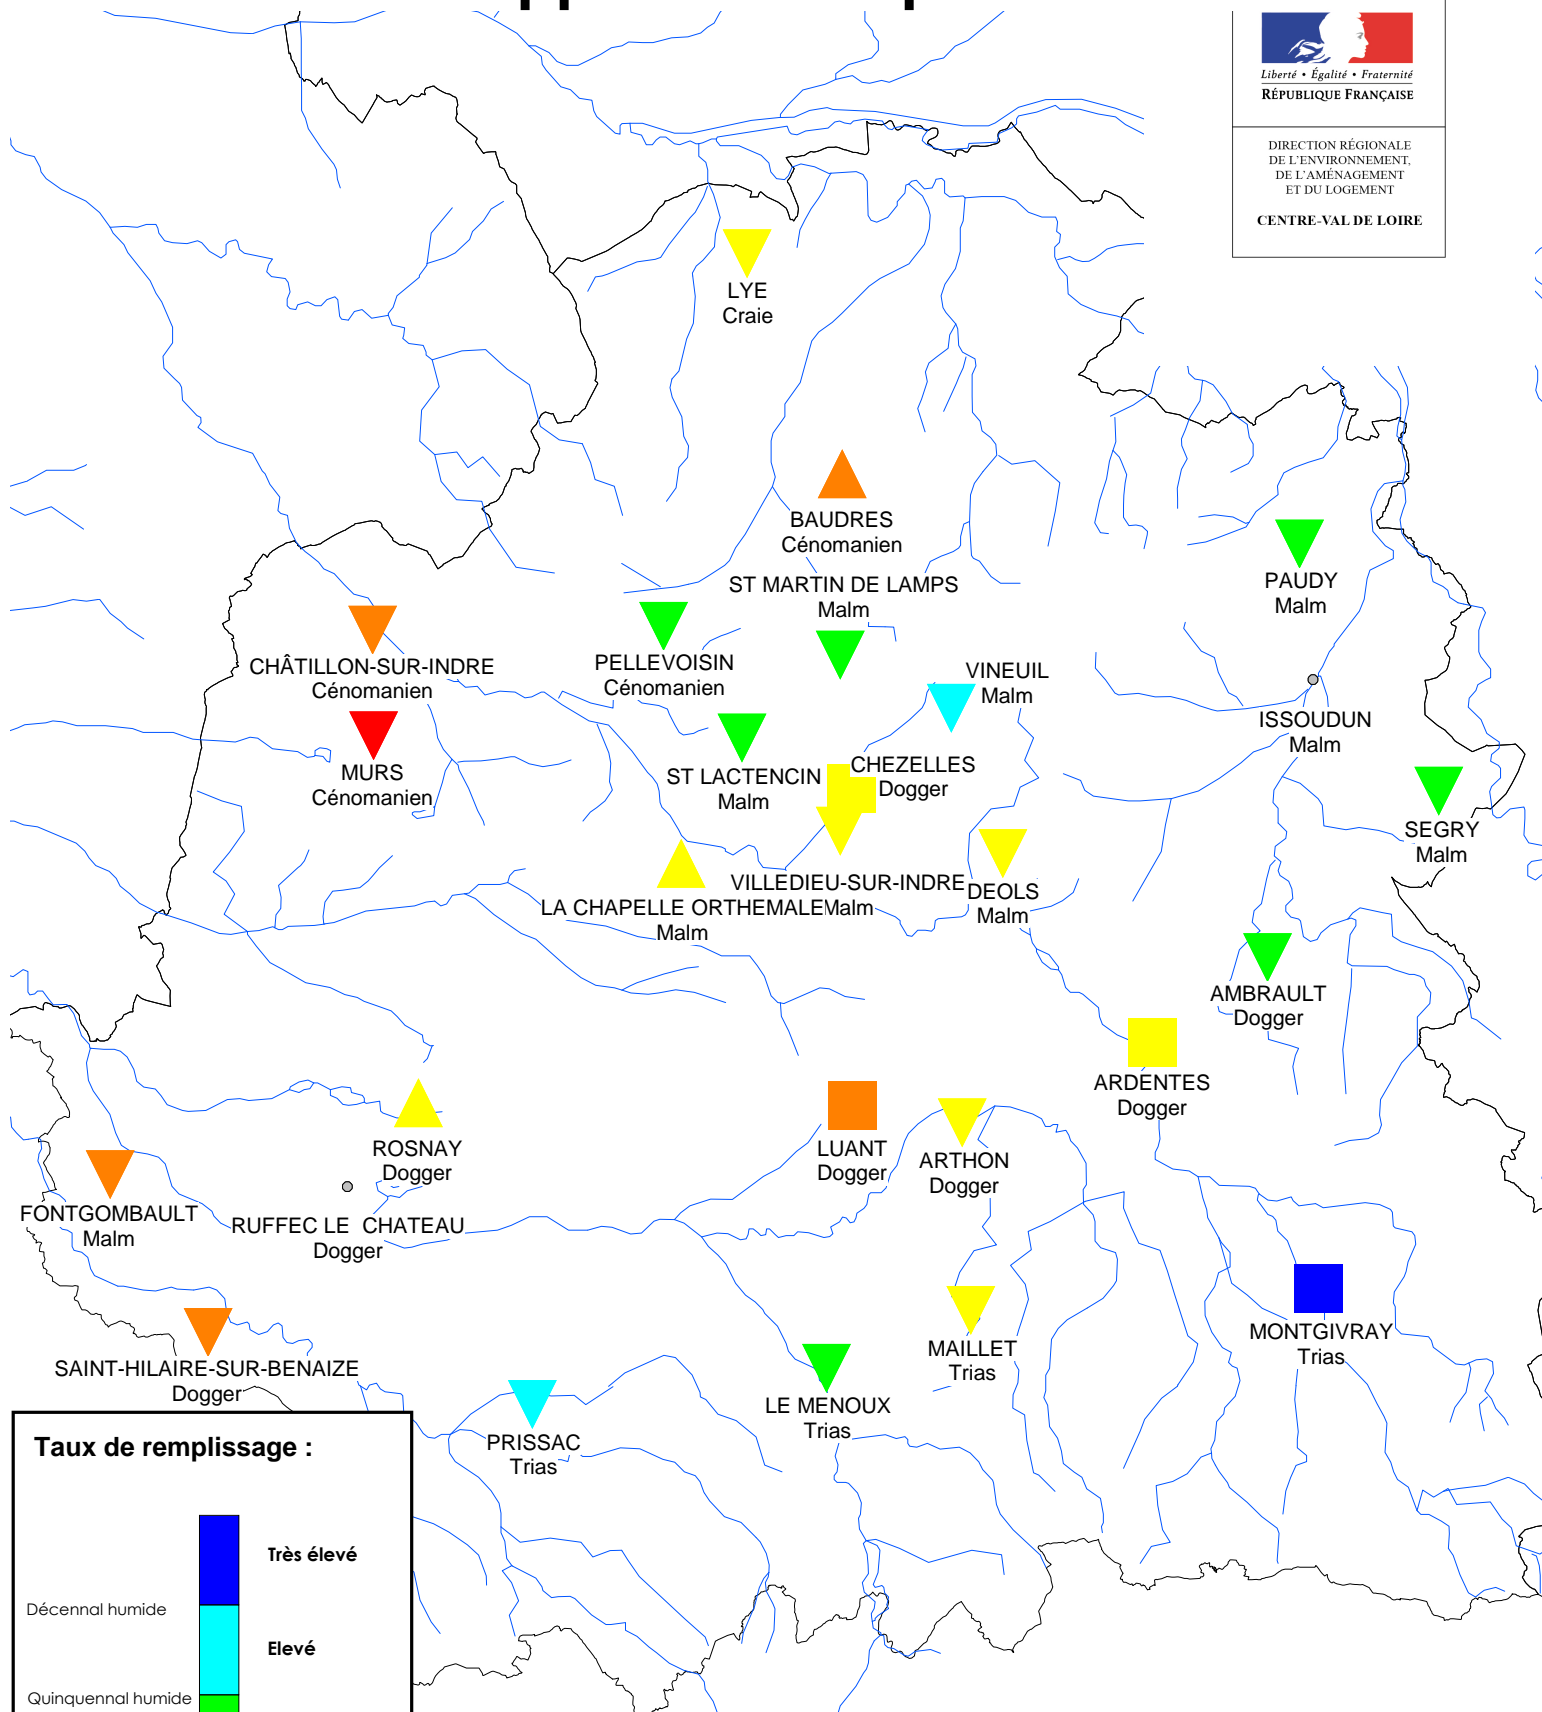 Liberté • Égalité • Fraternité
RÉPUBLIQUE FRANÇAISE
DIRECTION RÉGIONALE
DE L'ENVIRONNEMENT,
DE L'AMÉNAGEMENT
ET DU LOGEMENT
CENTRE-VAL DE LOIRE
LYE
Craie
BAUDRES
Cénomanien
ST MARTIN DE LAMPS
Malm
PAUDY
Malm
CHÂTILLON-SUR-INDRE
Cénomanien
PELLEVOISIN
Cénomanien
VINEUIL
Malm
ISSOUDUN
Malm
MURS
Cénomanien
ST LACTENCIN
Malm
CHEZELLES
Dogger
SEGRY
Malm
VILLEDIEU-SUR-INDRE
Malm
DEOLS
Malm
LA CHAPELLE ORTHEMALE
Malm
AMBRAULT
Dogger
ARDENTES
Dogger
ROSNAY
Dogger
LUANT
Dogger
ARTHON
Dogger
FONTGOMBAULT
Malm
RUFFEC LE CHATEAU
Dogger
MONTGIVRAY
Trias
MAILLET
Trias
SAINT-HILAIRE-SUR-BENAIZE
Dogger
LE MENOUX
Trias
PRISSAC
Trias
Taux de remplissage :
Très élevé
Décennal humide
Elevé
Quinquennal humide